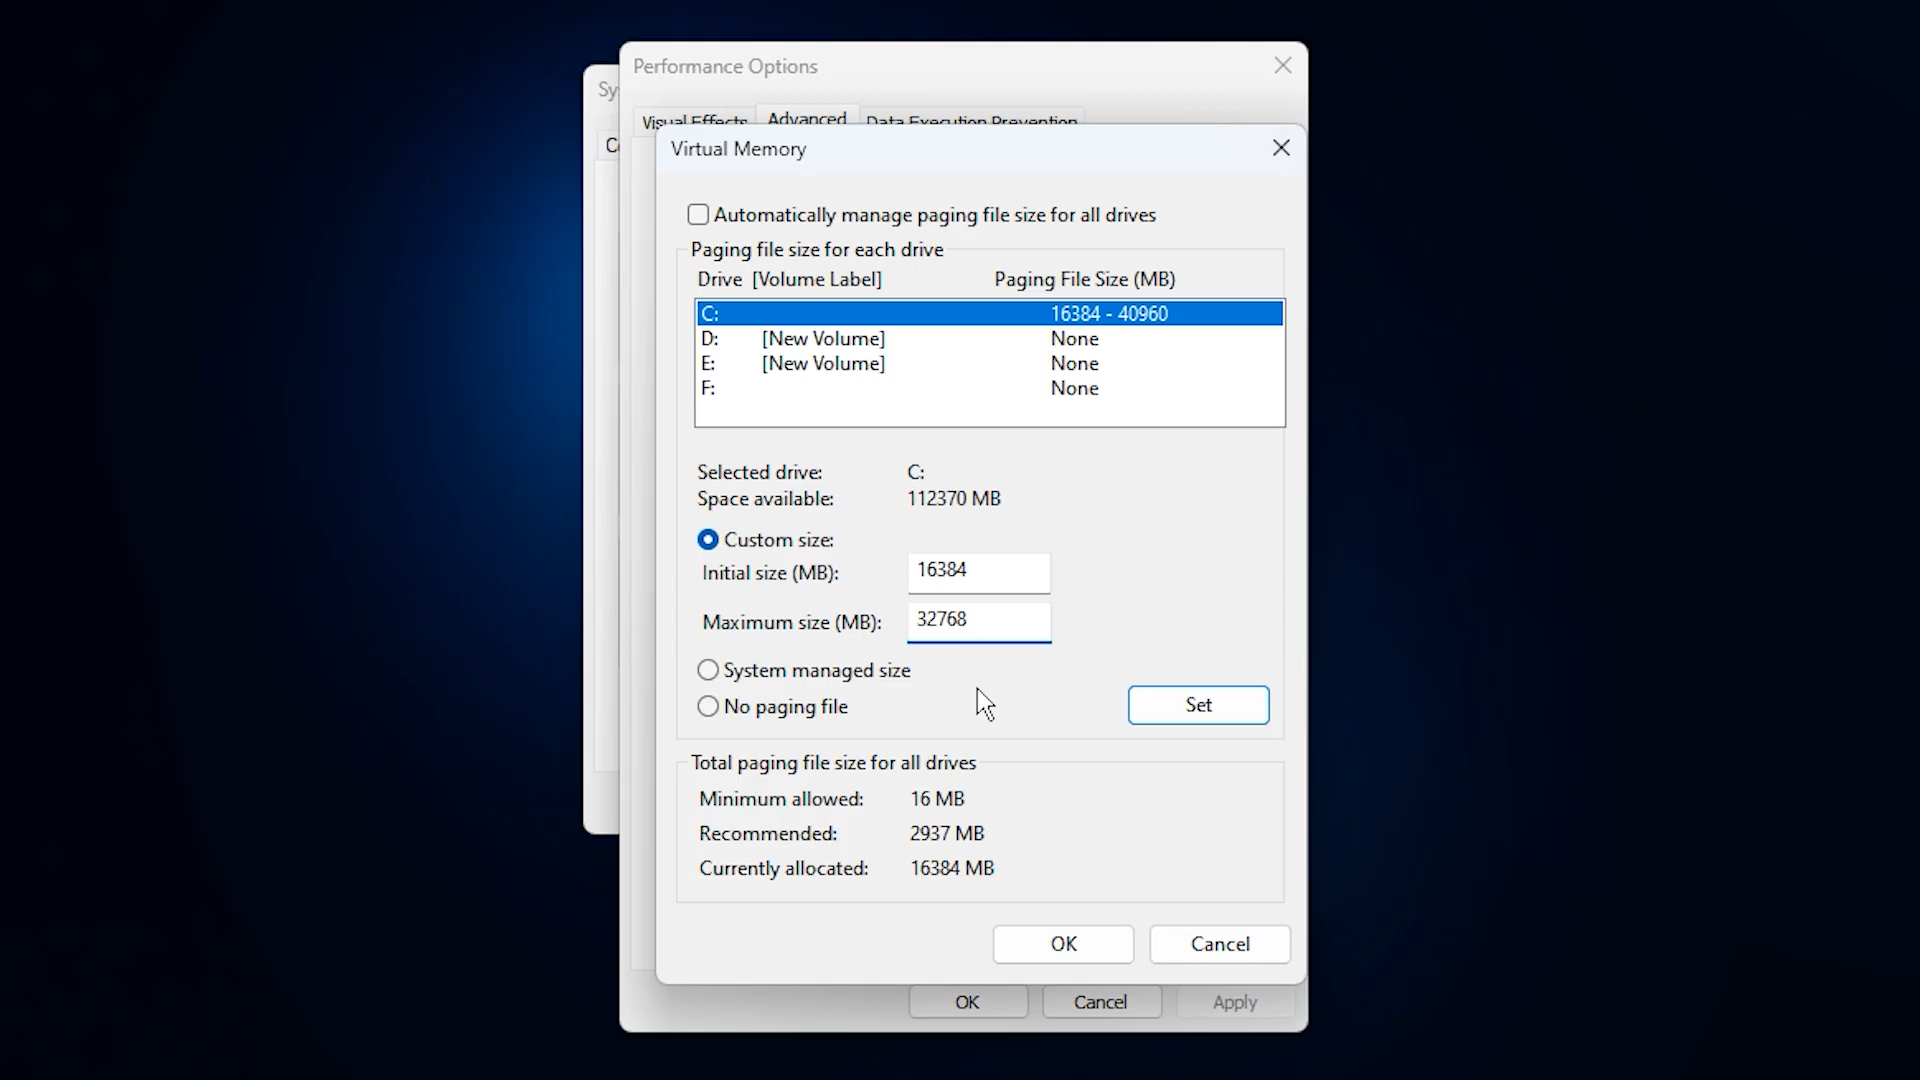 Performance Options
Sy
Visual Effects Advanced Data Execution Prevention
Virtual Memory
Automatically manage paging file size for all drives
Paging file size for each drive
Drive [Volume Label] Paging File Size (MB)
C: 16384 - 40960
D: [New Volume] None
E: [New Volume] None
F: None
Selected drive: C:
Space available: 112370 MB
Custom size:
Initial size (MB): 16384
Maximum size (MB): 32768
System managed size
No paging file Set
Total paging file size for all drives
Minimum allowed: 16 MB
Recommended: 2937 MB
Currently allocated: 16384 MB
OK Cancel
OK Cancel Apply